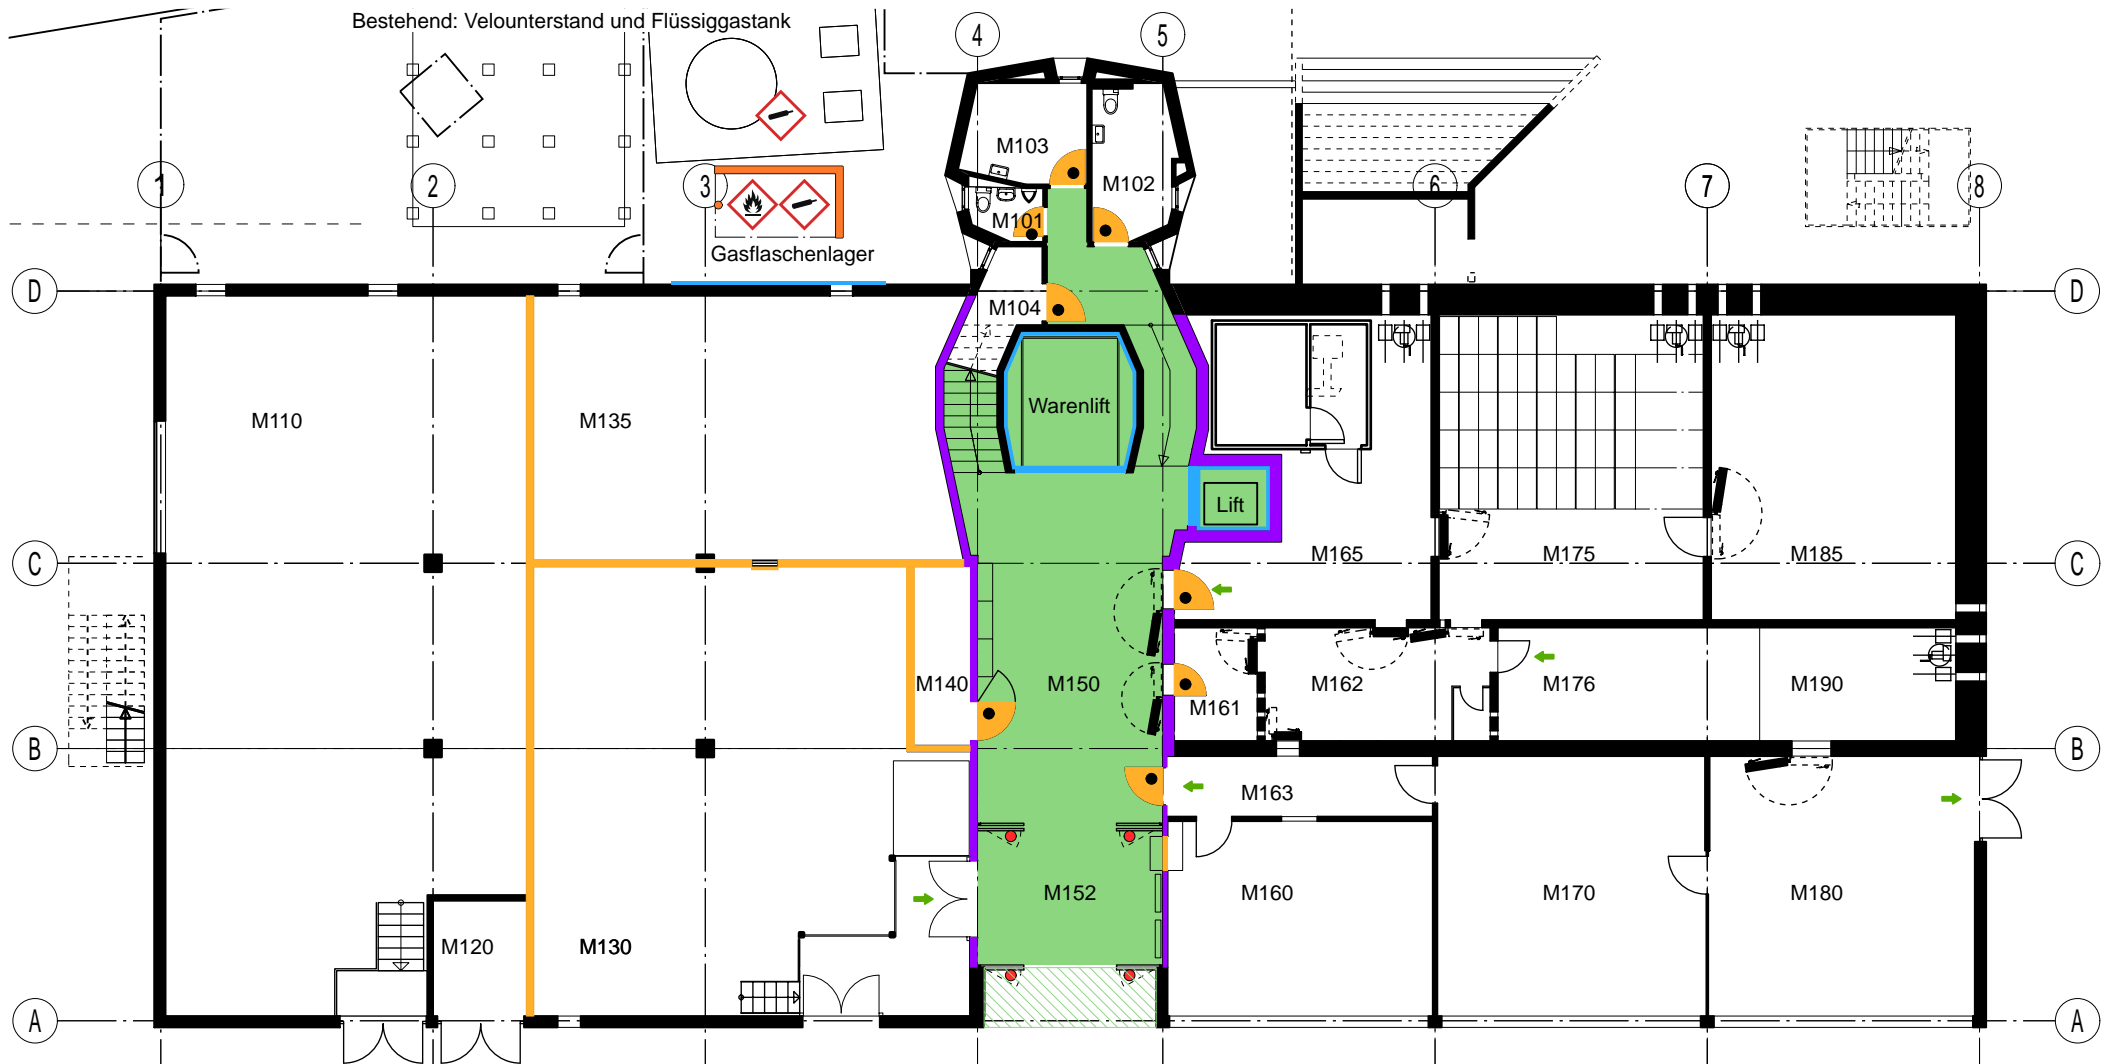 Bestehend: Velounterstand und Flüssiggastank
4
5
M103
1
2
3
M102
6
7
8
M101
Gasflaschenlager
D
M104
D
Warenlift
M110
M135
Lift
C
M165
M175
M185
C
M140
M150
M161
M162
M176
M190
B
B
M163
M152
M160
M170
M180
M120
M130
A
A